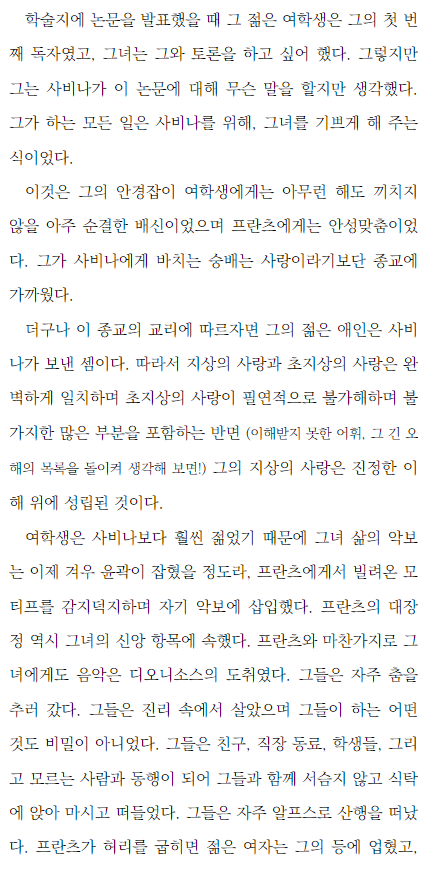 학술지에 논문을 발표했을 때 그 젊은 여학생은 그의 첫 번
째 독자였고, 그녀는 그와 토론을 하고 싶어 했다. 그렇지만
그는 사비나가 이 논문에 대해 무슨 말을 할지만 생각했다.
그가 하는 모든 일은 사비나를 위해, 그녀를 기쁘게 해 주는
식이었다.
이것은 그의 안경잡이 여학생에게는 아무런 해도 끼치지
않을 아주 순결한 배신이었으며 프란츠에게는 안성맞춤이었
다. 그가 사비나에게 바치는 숭배는 사랑이라기보단 종교에
가까웠다.
더구나 이 종교의 교리에 따르자면 그의 젊은 애인은 사비
나가 보낸 셈이다. 따라서 지상의 사랑과 초지상의 사랑은 완
벽하게 일치하며 초지상의 사랑이 필연적으로 불가해하며 불
가지한 많은 부분을 포함하는 반면 (이해받지 못한 어휘, 그 긴 오
해의 목록을 돌이켜 생각해 보면!) 그의 지상의 사랑은 진정한 이
해 위에 성립된 것이다.
여학생은 사비나보다 훨씬 젊었기 때문에 그녀 삶의 악보
는 이제 겨우 윤곽이 잡혔을 정도라, 프란츠에게서 빌려온 모
티프를 감지덕지하며 자기 악보에 삽입했다. 프란츠의 대장
정 역시 그녀의 신앙 항목에 속했다. 프란츠와 마찬가지로 그
녀에게도 음악은 디오니소스의 도취였다. 그들은 자주 춤을
추러 갔다. 그들은 진리 속에서 살았으며 그들이 하는 어떤
것도 비밀이 아니었다. 그들은 친구, 직장 동료, 학생들, 그리
고 모르는 사람과 동행이 되어 그들과 함께 서슴지 않고 식탁
에 앉아 마시고 떠들었다. 그들은 자주 알프스로 산행을 떠났
다. 프란츠가 허리를 굽히면 젊은 여자는 그의 등에 업혔고,